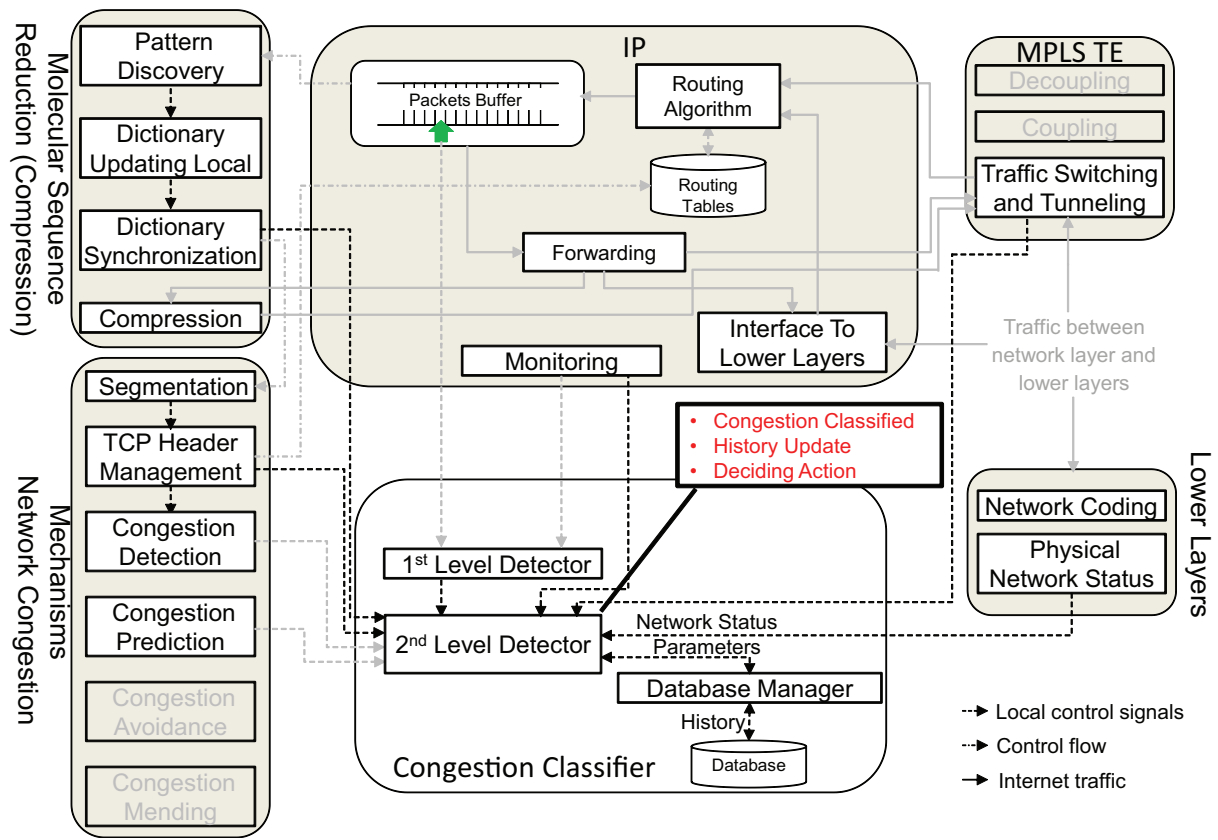 Molecular Sequence
Reduction (Compression)
Pattern
Discovery
Dictionary
Updating Local
Dictionary
Synchronization
Compression
IP
Packets Buffer
Routing
Algorithm
Routing
Tables
Forwarding
Interface To
Lower Layers
Monitoring
MPLS TE
Decoupling
Coupling
Traffic Switching
and Tunneling
Traffic between
network layer and
lower layers
Mechanisms
Network Congestion
Segmentation
TCP Header
Management
Congestion
Detection
Congestion
Prediction
Congestion
Avoidance
Congestion
Mending
• Congestion Classified
• History Update
• Deciding Action
1st Level Detector
2nd Level Detector
Network Status
Parameters
Database Manager
History
Database
Congestion Classifier
Lower Layers
Network Coding
Physical
Network Status
Local control signals
Control flow
Internet traffic